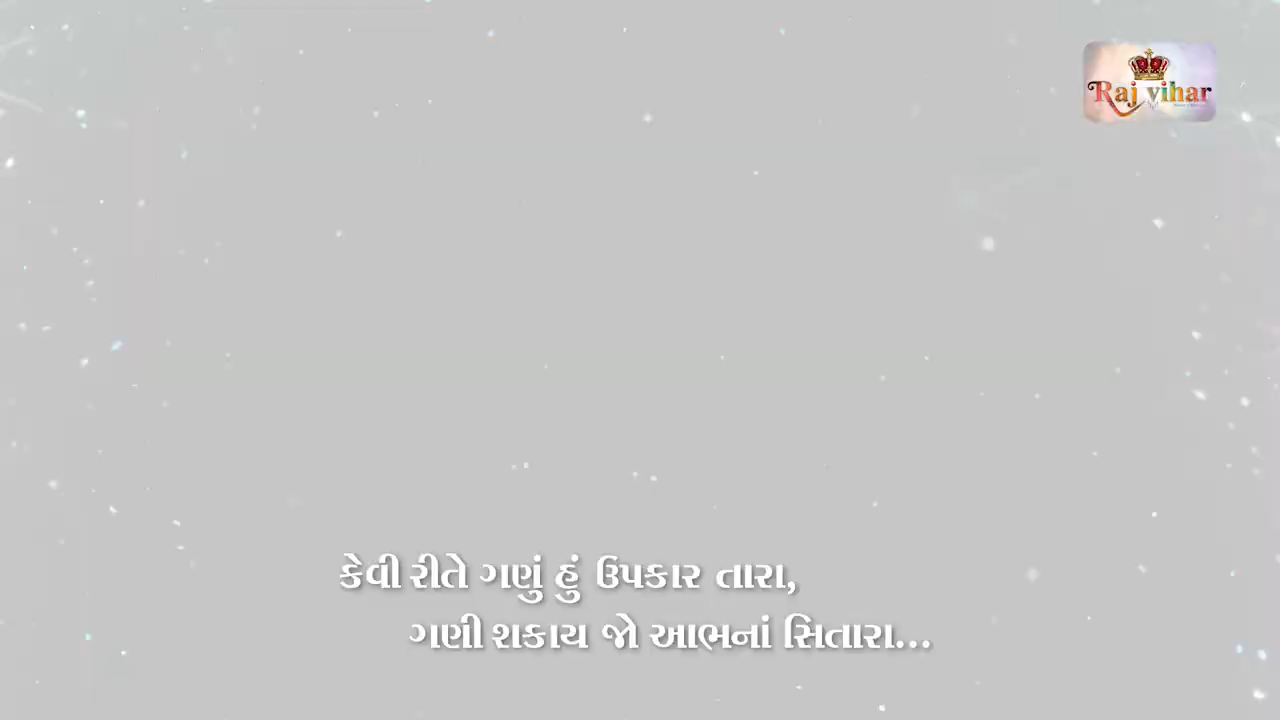 Raj vihar
કેવી રીતે ગણું હું ઉપકાર તારા,
ગણી શકાય જો આભનાં સિતારા...